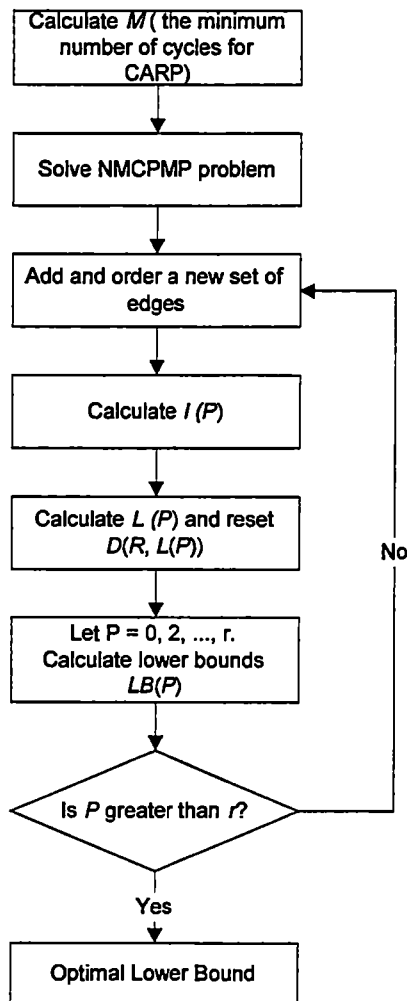 Calculate M ( the minimum
number of cycles for
CARP)
Solve NMCPMP problem
Add and order a new set of
edges
Calculate I (P)
Calculate L (P) and reset
D(R, L(P))
No
Let P = 0, 2, ..., r.
Calculate lower bounds
LB(P)
Is P greater than r?
Yes
Optimal Lower Bound